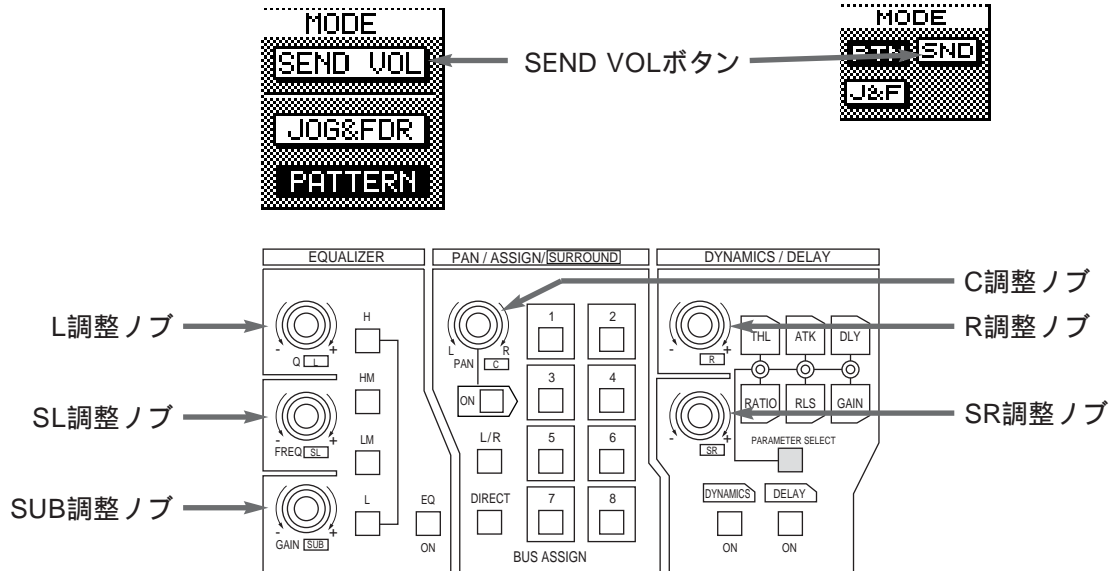 MODE
SEND VOL
JOG&FDR
PATTERN
SEND VOLボタン
MODE
PTN SND
J&F
EQUALIZER
PAN / ASSIGN/ SURROUND
DYNAMICS / DELAY
L調整ノブ
SL調整ノブ
SUB調整ノブ
C調整ノブ
R調整ノブ
SR調整ノブ
- +
Q L
- +
FREQ SL
- +
GAIN SUB
H
HM
LM
L
EQ
ON
L R
PAN C
ON
L/R
DIRECT
1 2
3 4
5 6
7 8
BUS ASSIGN
- +
R
- +
SR
THL ATK DLY
RATIO RLS GAIN
PARAMETER SELECT
DYNAMICS DELAY
ON ON